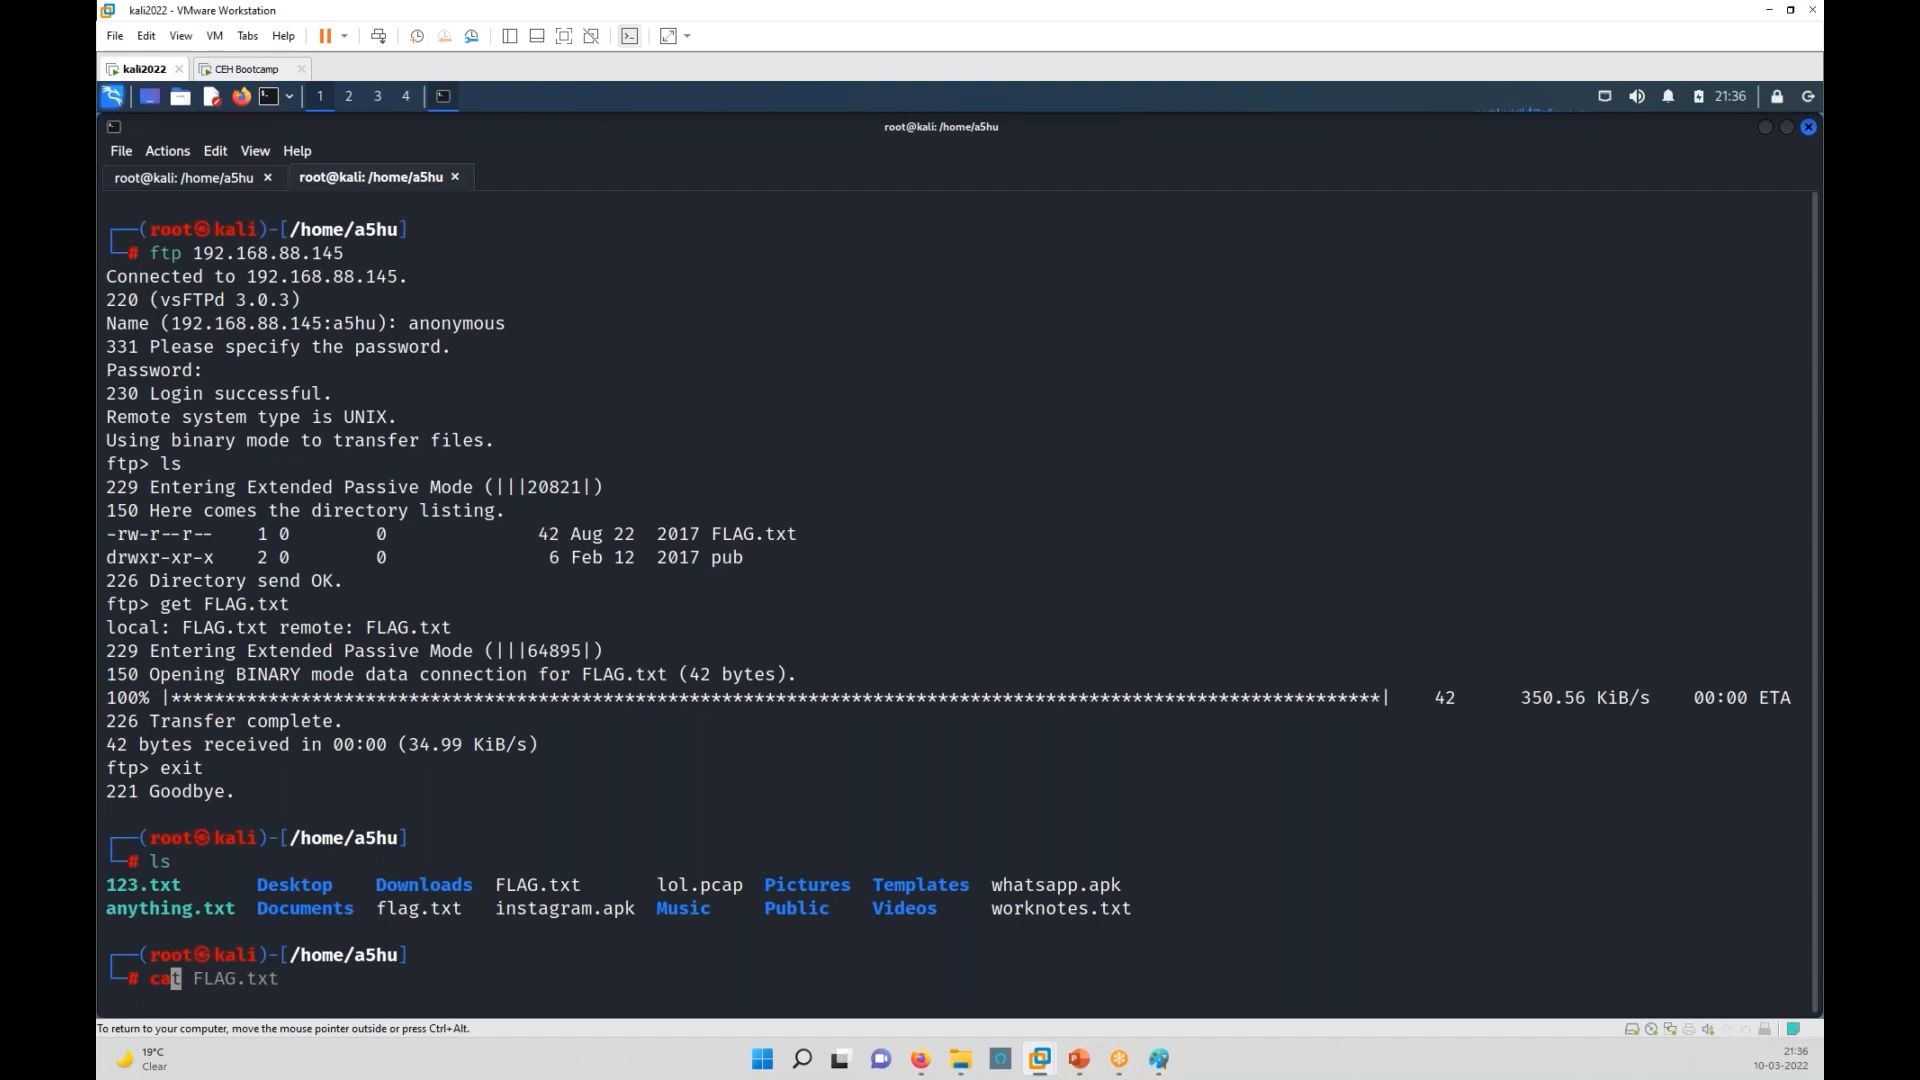 kali2022 - VMware Workstation
File Edit View VM Tabs Help
kali2022 CEH Bootcamp
1 2 3 4 21:36
root@kali: /home/a5hu
File Actions Edit View Help
root@kali: /home/a5hu root@kali: /home/a5hu
(root㉿kali)-[/home/a5hu]
# ftp 192.168.88.145
Connected to 192.168.88.145.
220 (vsFTPd 3.0.3)
Name (192.168.88.145:a5hu): anonymous
331 Please specify the password.
Password:
230 Login successful.
Remote system type is UNIX.
Using binary mode to transfer files.
ftp> ls
229 Entering Extended Passive Mode (|||20821|)
150 Here comes the directory listing.
-rw-r--r-- 1 0 0 42 Aug 22 2017 FLAG.txt
drwxr-xr-x 2 0 0 6 Feb 12 2017 pub
226 Directory send OK.
ftp> get FLAG.txt
local: FLAG.txt remote: FLAG.txt
229 Entering Extended Passive Mode (|||64895|)
150 Opening BINARY mode data connection for FLAG.txt (42 bytes).
100% |****************************************************************************************************************| 42 350.56 KiB/s 00:00 ETA
226 Transfer complete.
42 bytes received in 00:00 (34.99 KiB/s)
ftp> exit
221 Goodbye.
(root㉿kali)-[/home/a5hu]
# ls
123.txt Desktop Downloads FLAG.txt lol.pcap Pictures Templates whatsapp.apk
anything.txt Documents flag.txt instagram.apk Music Public Videos worknotes.txt
(root㉿kali)-[/home/a5hu]
# cat FLAG.txt
To return to your computer, move the mouse pointer outside or press Ctrl+Alt.
19°C
Clear
21:36
10-03-2022